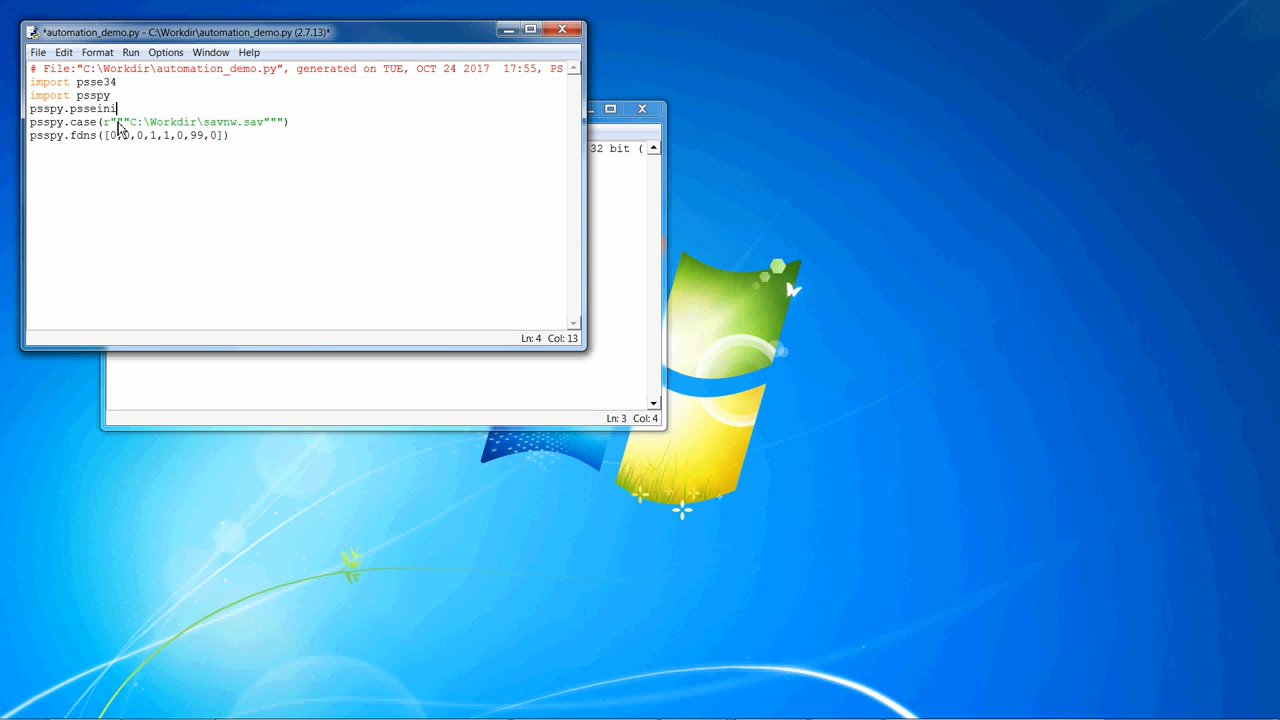 *automation_demo.py - C:\Workdir\automation_demo.py (2.7.13)*
File Edit Format Run Options Window Help
# File:"C:\Workdir\automation_demo.py", generated on TUE, OCT 24 2017  17:55, PS
import psse34
import psspy
psspy.psseini
psspy.case(r"""C:\Workdir\savnw.sav""")
psspy.fdns([0,0,0,1,1,0,99,0])
32 bit (
Ln: 4 Col: 13
Ln: 3 Col: 4